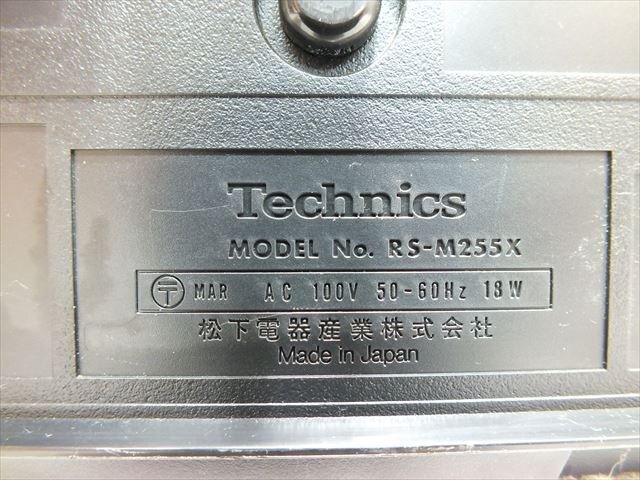 Technics
MODEL No. RS-M255X
〒 MAR AC 100V 50-60Hz 18W
松下電器産業株式会社
Made in Japan